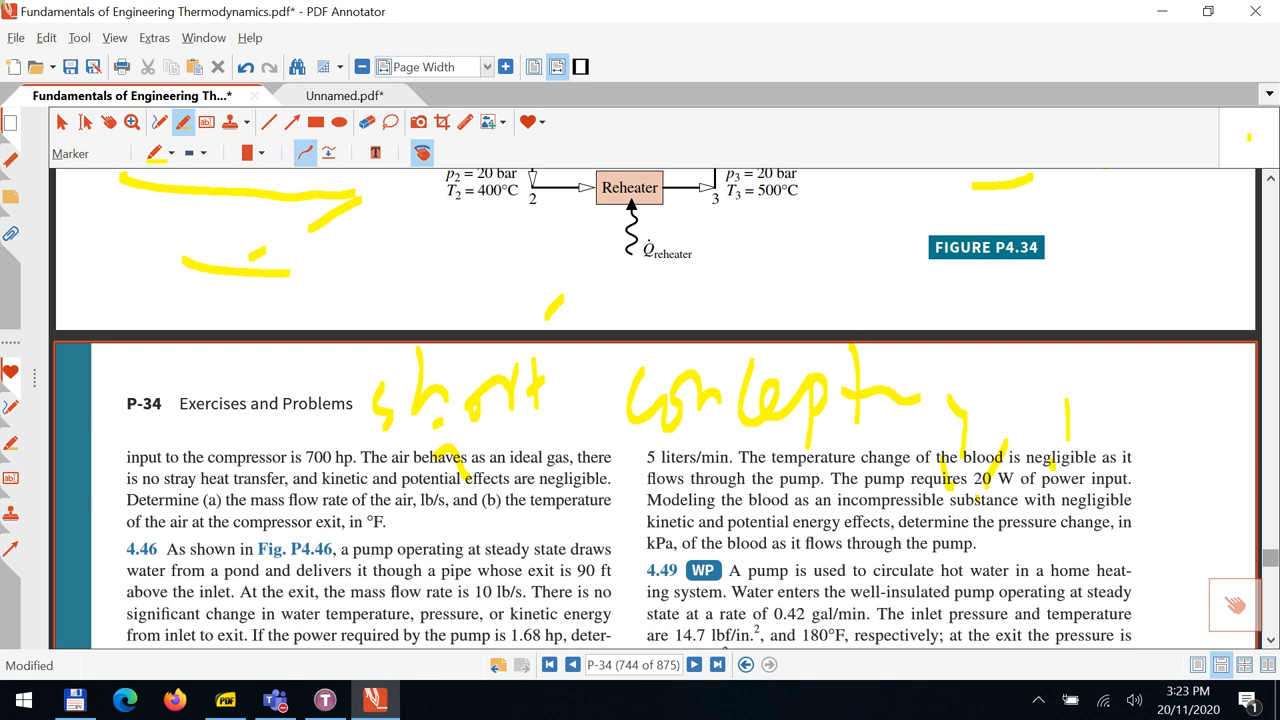 Fundamentals of Engineering Thermodynamics.pdf* - PDF Annotator
File Edit Tool View Extras Window Help
Page Width
Fundamentals of Engineering Th...* Unnamed.pdf*
Marker
p2 = 20 bar
T2 = 400°C
2
Reheater
3
p3 = 20 bar
T3 = 500°C
Q̇reheater
FIGURE P4.34
short concept
P-34 Exercises and Problems
input to the compressor is 700 hp. The air behaves as an ideal gas, there
is no stray heat transfer, and kinetic and potential effects are negligible.
Determine (a) the mass flow rate of the air, lb/s, and (b) the temperature
of the air at the compressor exit, in °F.
4.46 As shown in Fig. P4.46, a pump operating at steady state draws
water from a pond and delivers it though a pipe whose exit is 90 ft
above the inlet. At the exit, the mass flow rate is 10 lb/s. There is no
significant change in water temperature, pressure, or kinetic energy
from inlet to exit. If the power required by the pump is 1.68 hp, deter-
5 liters/min. The temperature change of the blood is negligible as it
flows through the pump. The pump requires 20 W of power input.
Modeling the blood as an incompressible substance with negligible
kinetic and potential energy effects, determine the pressure change, in
kPa, of the blood as it flows through the pump.
4.49 WP A pump is used to circulate hot water in a home heat-
ing system. Water enters the well-insulated pump operating at steady
state at a rate of 0.42 gal/min. The inlet pressure and temperature
are 14.7 lbf/in.², and 180°F, respectively; at the exit the pressure is
Modified
P-34 (744 of 875)
3:23 PM
20/11/2020
1